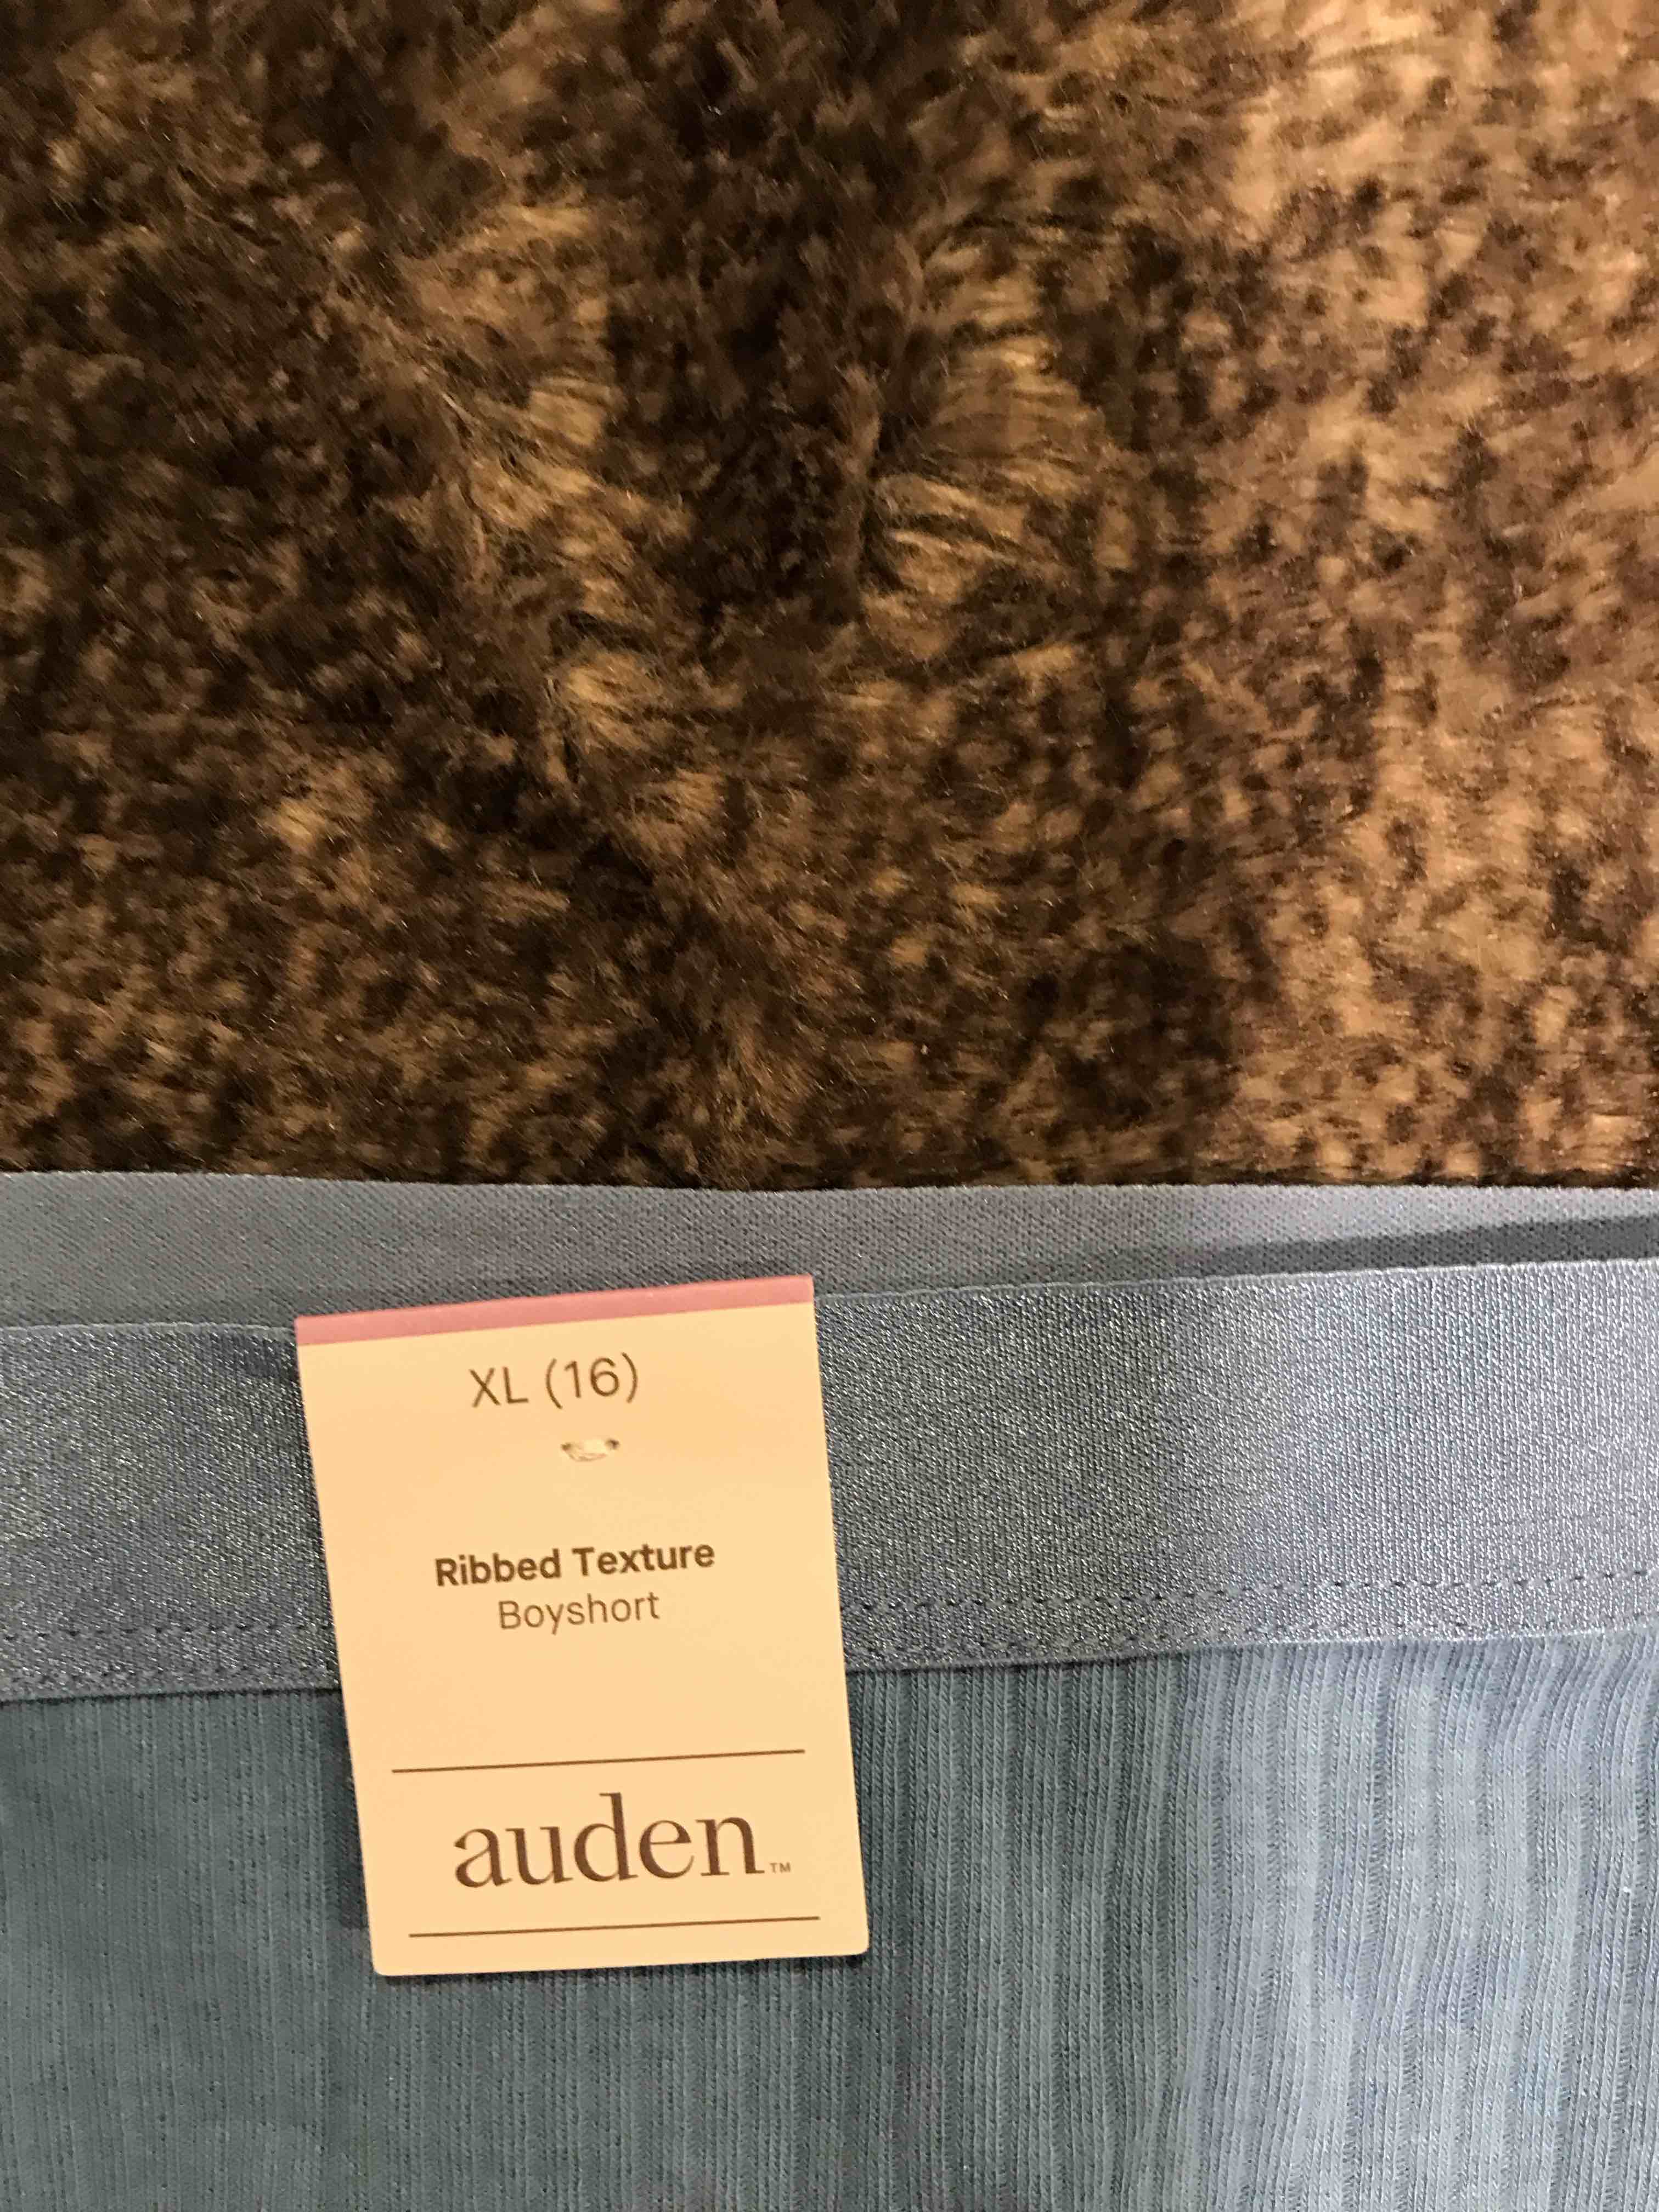 XL (16)
Ribbed Texture
Boyshort
auden™